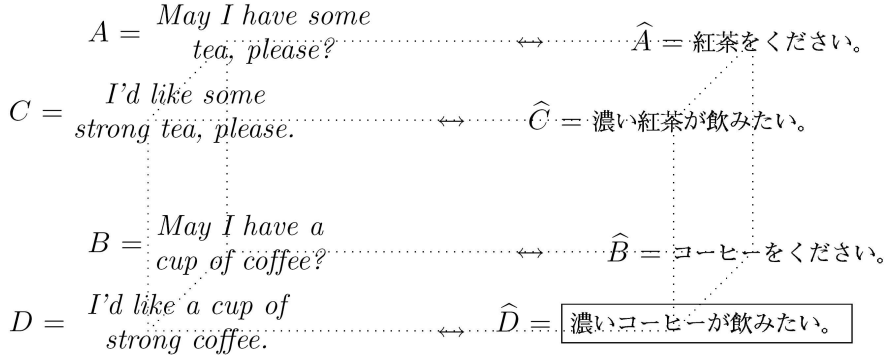 A = May I have some tea, please? ↔ Â = 紅茶をください。
C = I'd like some strong tea, please. ↔ Ĉ = 濃い紅茶が飲みたい。
B = May I have a cup of coffee? ↔ B̂ = コーヒーをください。
D = I'd like a cup of strong coffee. ↔ D̂ = 濃いコーヒーが飲みたい。